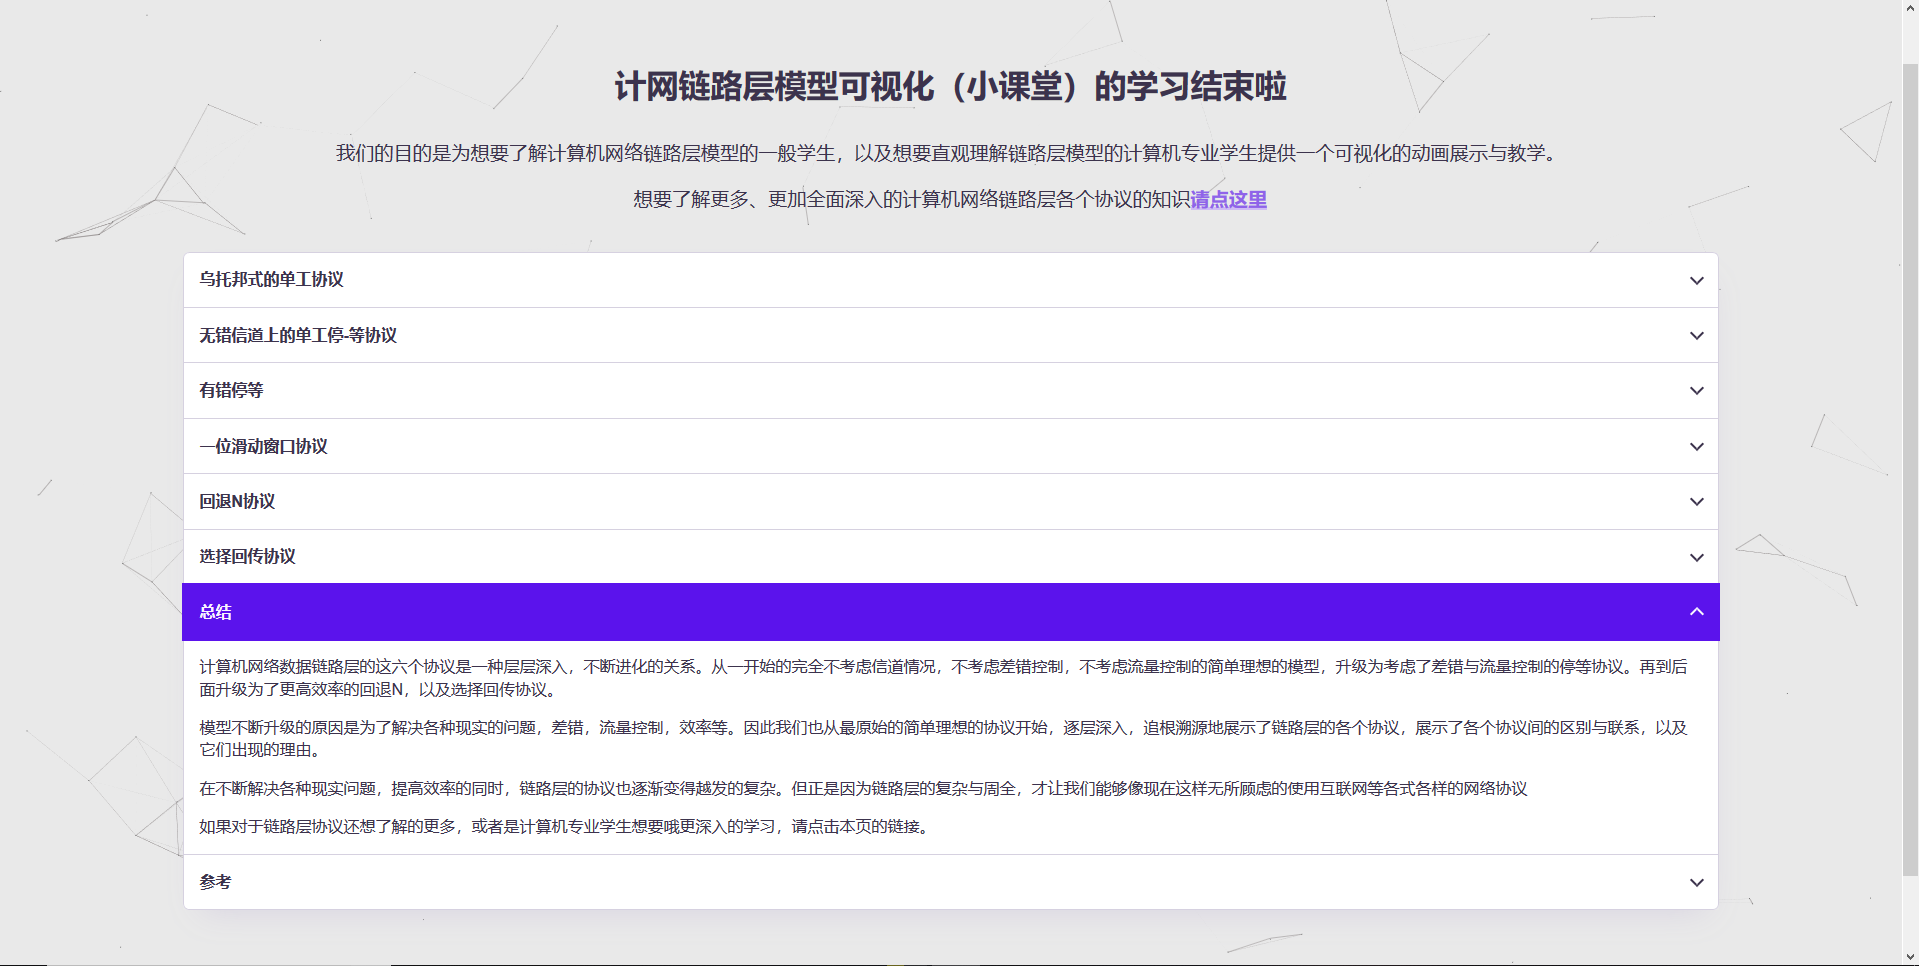 计网链路层模型可视化（小课堂）的学习结束啦
我们的目的是为想要了解计算机网络链路层模型的一般学生，以及想要直观理解链路层模型的计算机专业学生提供一个可视化的动画展示与教学。
想要了解更多、更加全面深入的计算机网络链路层各个协议的知识请点这里
乌托邦式的单工协议
无错信道上的单工停-等协议
有错停等
一位滑动窗口协议
回退N协议
选择回传协议
总结
计算机网络数据链路层的这六个协议是一种层层深入，不断进化的关系。从一开始的完全不考虑信道情况，不考虑差错控制，不考虑流量控制的简单理想的模型，升级为考虑了差错与流量控制的停等协议。再到后
面升级为了更高效率的回退N，以及选择回传协议。
模型不断升级的原因是为了解决各种现实的问题，差错，流量控制，效率等。因此我们也从最原始的简单理想的协议开始，逐层深入，追根溯源地展示了链路层的各个协议，展示了各个协议间的区别与联系，以及
它们出现的理由。
在不断解决各种现实问题，提高效率的同时，链路层的协议也逐渐变得越发的复杂。但正是因为链路层的复杂与周全，才让我们能够像现在这样无所顾虑的使用互联网等各式各样的网络协议
如果对于链路层协议还想了解的更多，或者是计算机专业学生想要哦更深入的学习，请点击本页的链接。
参考